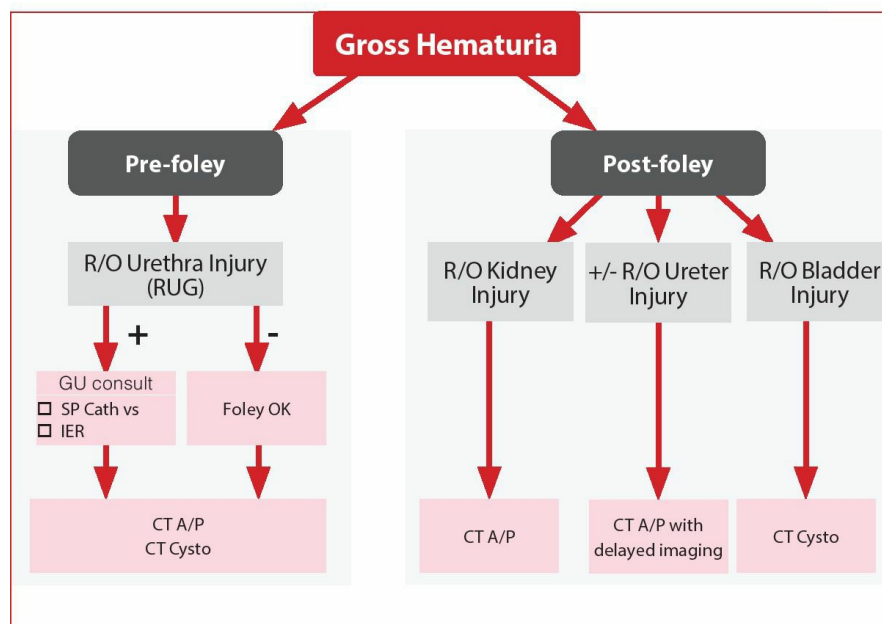 Gross Hematuria
Pre-foley
R/O Urethra Injury
(RUG)
+
-
GU consult
SP Cath vs
IER
Foley OK
CT A/P
CT Cysto
Post-foley
R/O Kidney
Injury
+/- R/O Ureter
Injury
R/O Bladder
Injury
CT A/P
CT A/P with
delayed imaging
CT Cysto